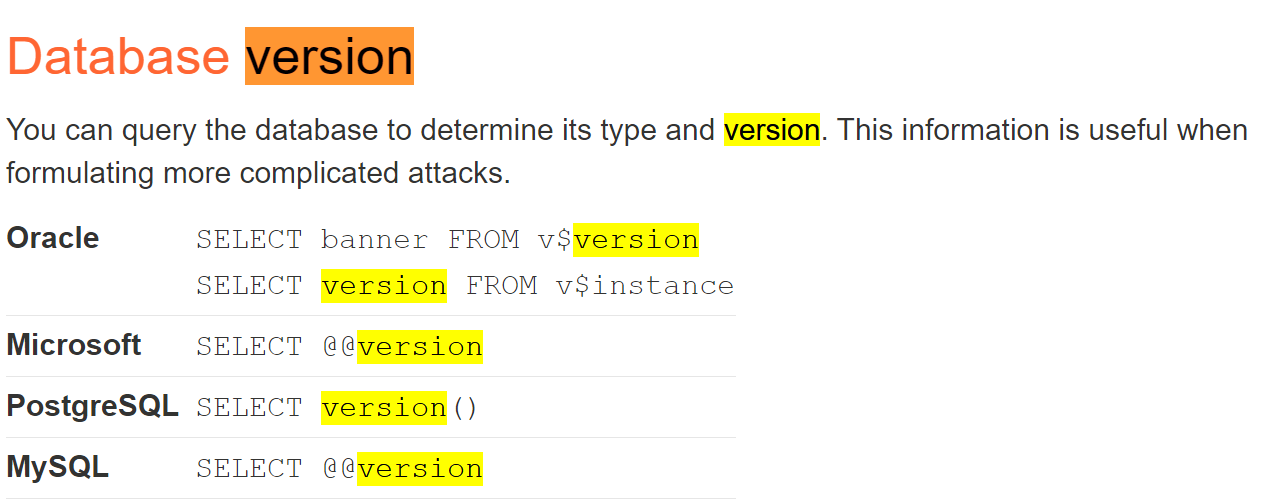 Database version
You can query the database to determine its type and version. This information is useful when
formulating more complicated attacks.
Oracle SELECT banner FROM v$version
SELECT version FROM v$instance
Microsoft SELECT @@version
PostgreSQL SELECT version()
MySQL SELECT @@version